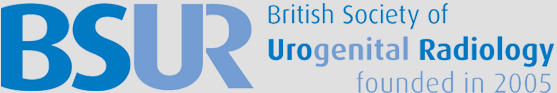 BSUR
British Society of
Urogenital Radiology
founded in 2005